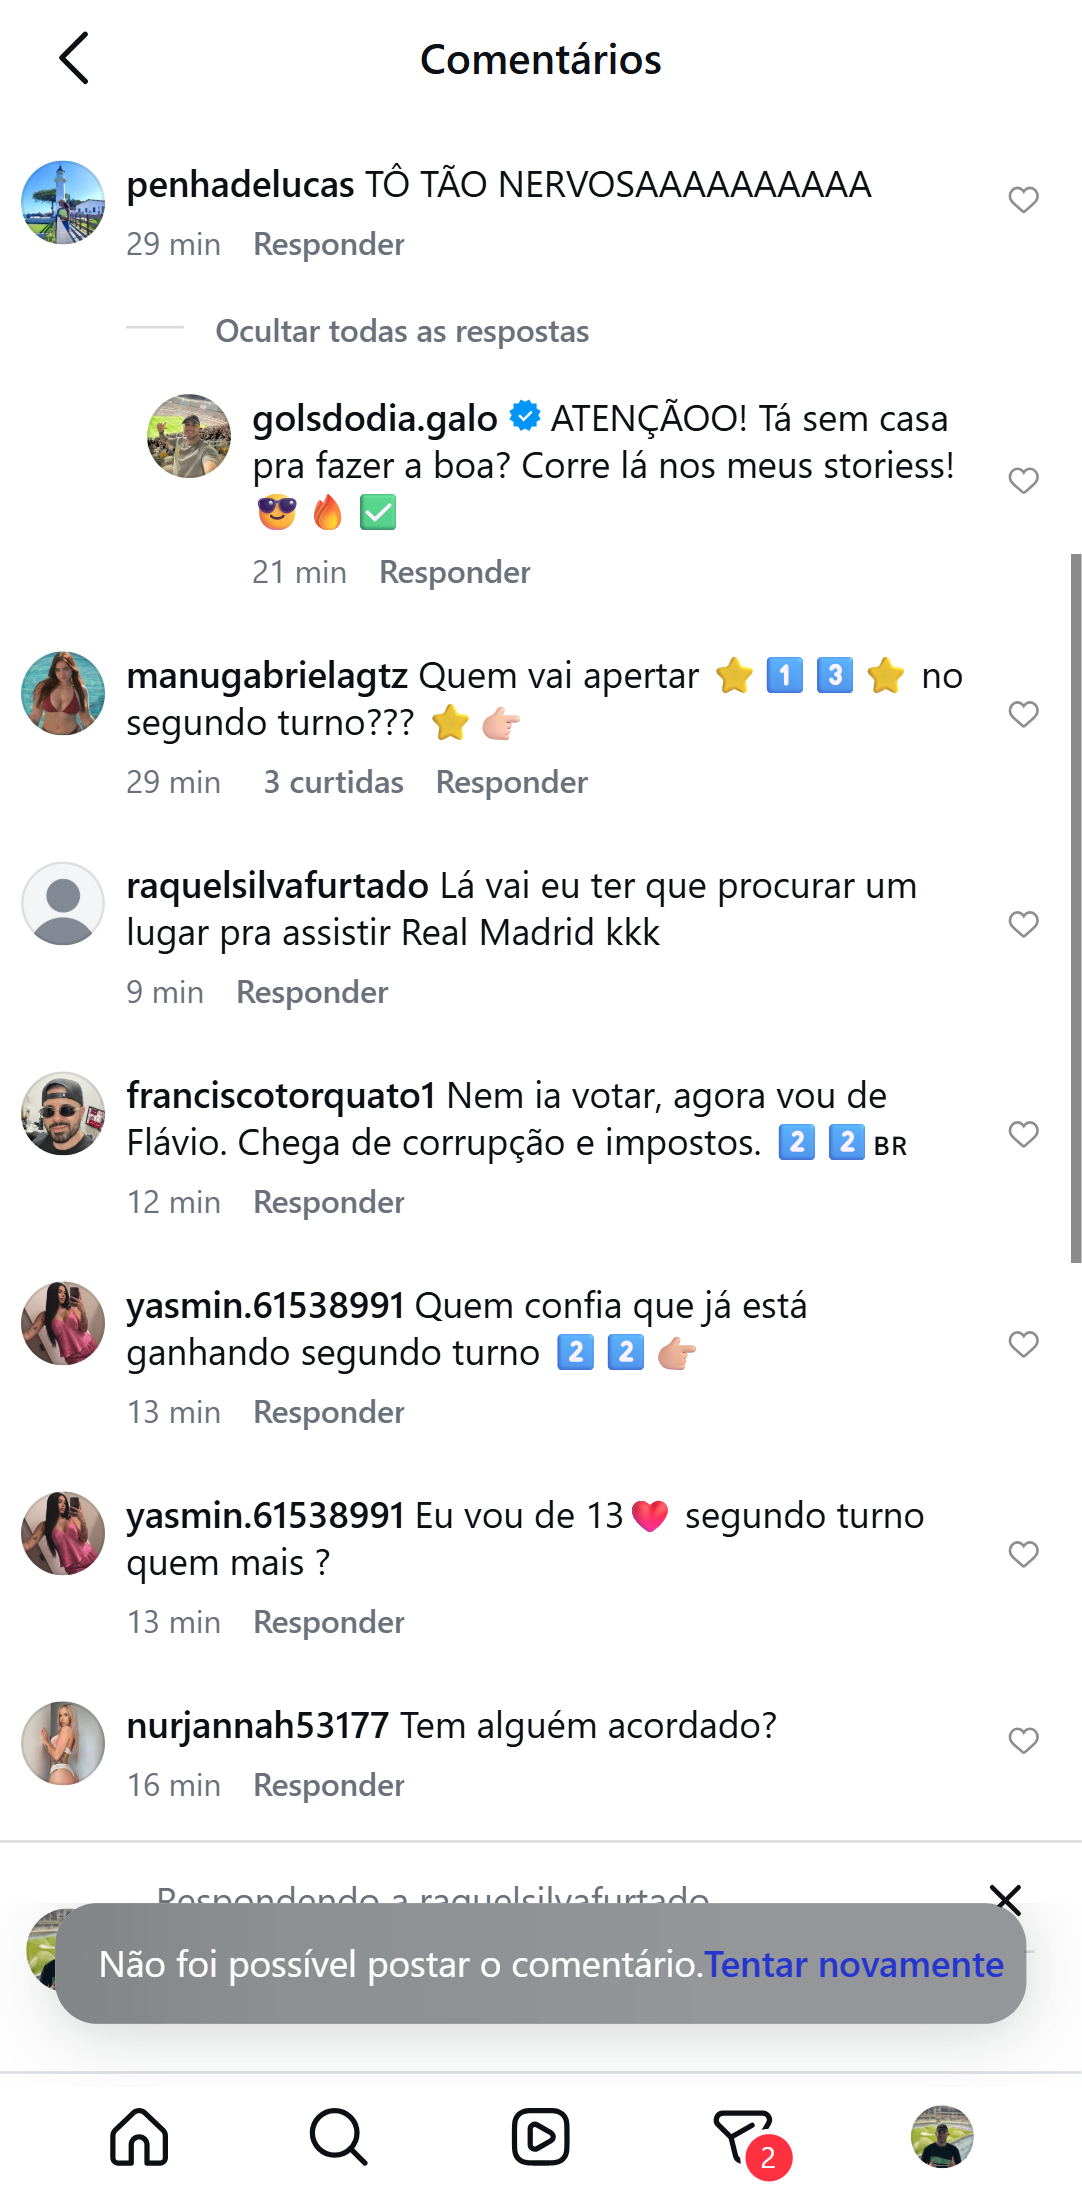 Comentários
penhadelucas TÔ TÃO NERVOSAAAAAAAAAA
29 min Responder
Ocultar todas as respostas
golsdodia.galo ATENÇÃOO! Tá sem casa
pra fazer a boa? Corre lá nos meus storiess!
😎 🔥 ✅
21 min Responder
manugabrielagtz Quem vai apertar ⭐ 1️⃣ 3️⃣ ⭐ no
segundo turno??? ⭐ 👉🏻
29 min 3 curtidas Responder
raquelsilvafurtado Lá vai eu ter que procurar um
lugar pra assistir Real Madrid kkk
9 min Responder
franciscotorquato1 Nem ia votar, agora vou de
Flávio. Chega de corrupção e impostos. 2️⃣ 2️⃣ BR
12 min Responder
yasmin.61538991 Quem confia que já está
ganhando segundo turno 2️⃣ 2️⃣ 👉🏼
13 min Responder
yasmin.61538991 Eu vou de 13❤️ segundo turno
quem mais ?
13 min Responder
nurjannah53177 Tem alguém acordado?
16 min Responder
Respondendo a raquelsilvafurtado
Não foi possível postar o comentário.Tentar novamente
2